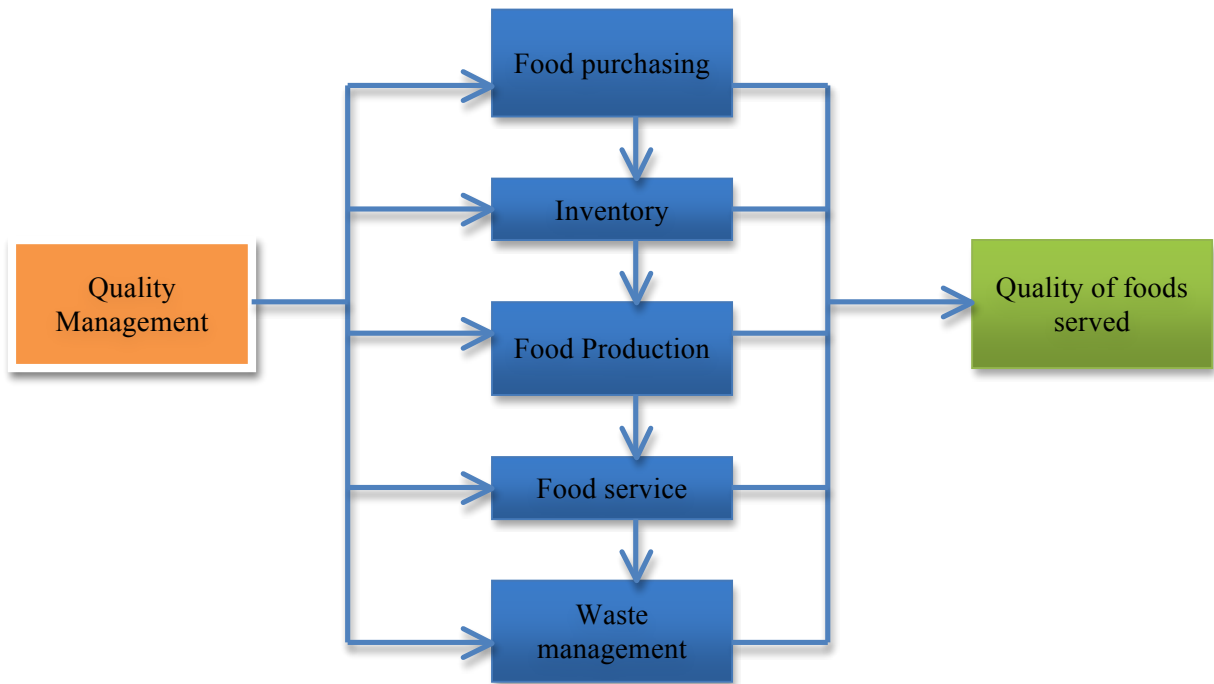 Food purchasing
Inventory
Quality
Management
Food Production
Quality of foods
served
Food service
Waste
management